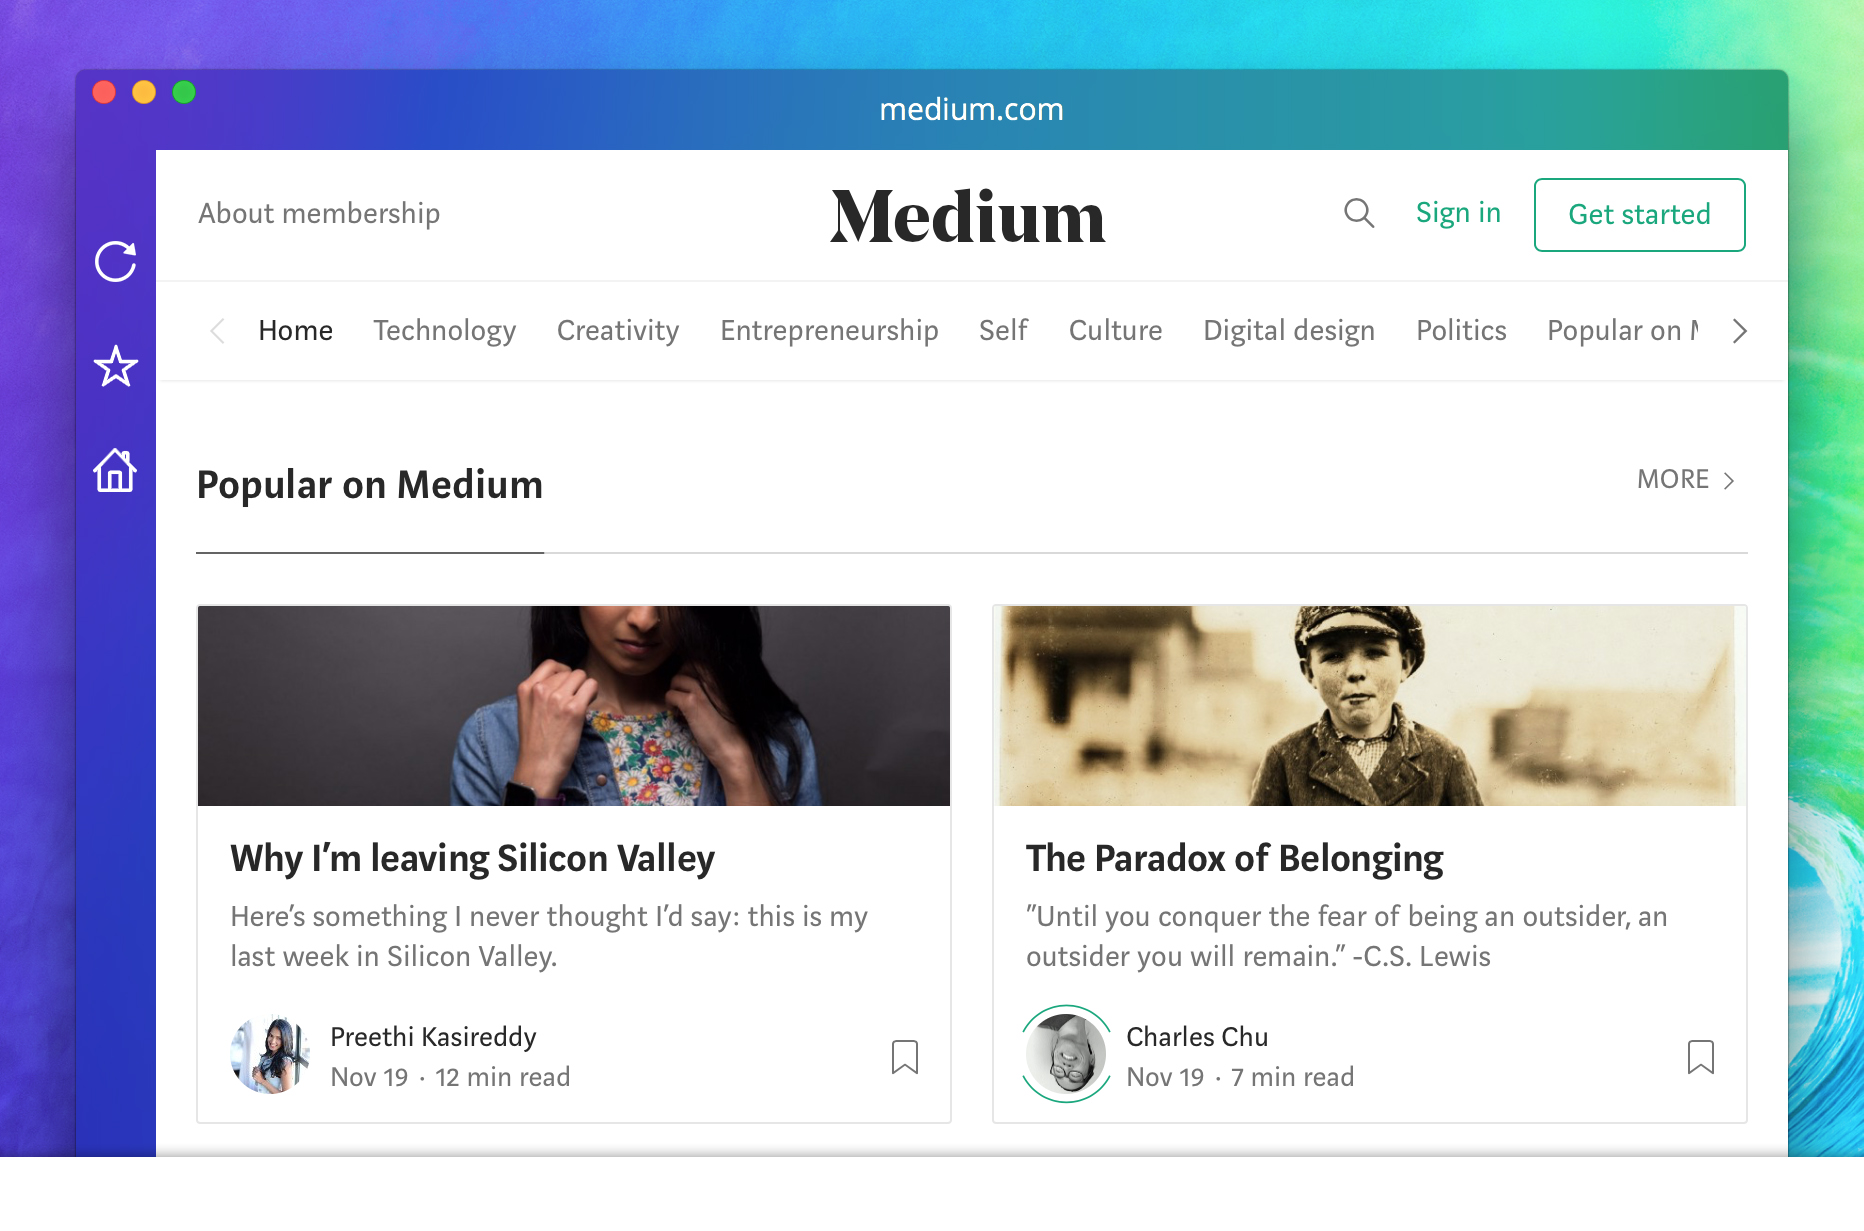 medium.com
About membership
Medium
Sign in
Get started
Home
Technology
Creativity
Entrepreneurship
Self
Culture
Digital design
Politics
Popular on
Popular on Medium
MORE
Why I’m leaving Silicon Valley
Here’s something I never thought I’d say: this is my
last week in Silicon Valley.
Preethi Kasireddy
Nov 19 · 12 min read
The Paradox of Belonging
”Until you conquer the fear of being an outsider, an
outsider you will remain.” -C.S. Lewis
Charles Chu
Nov 19 · 7 min read